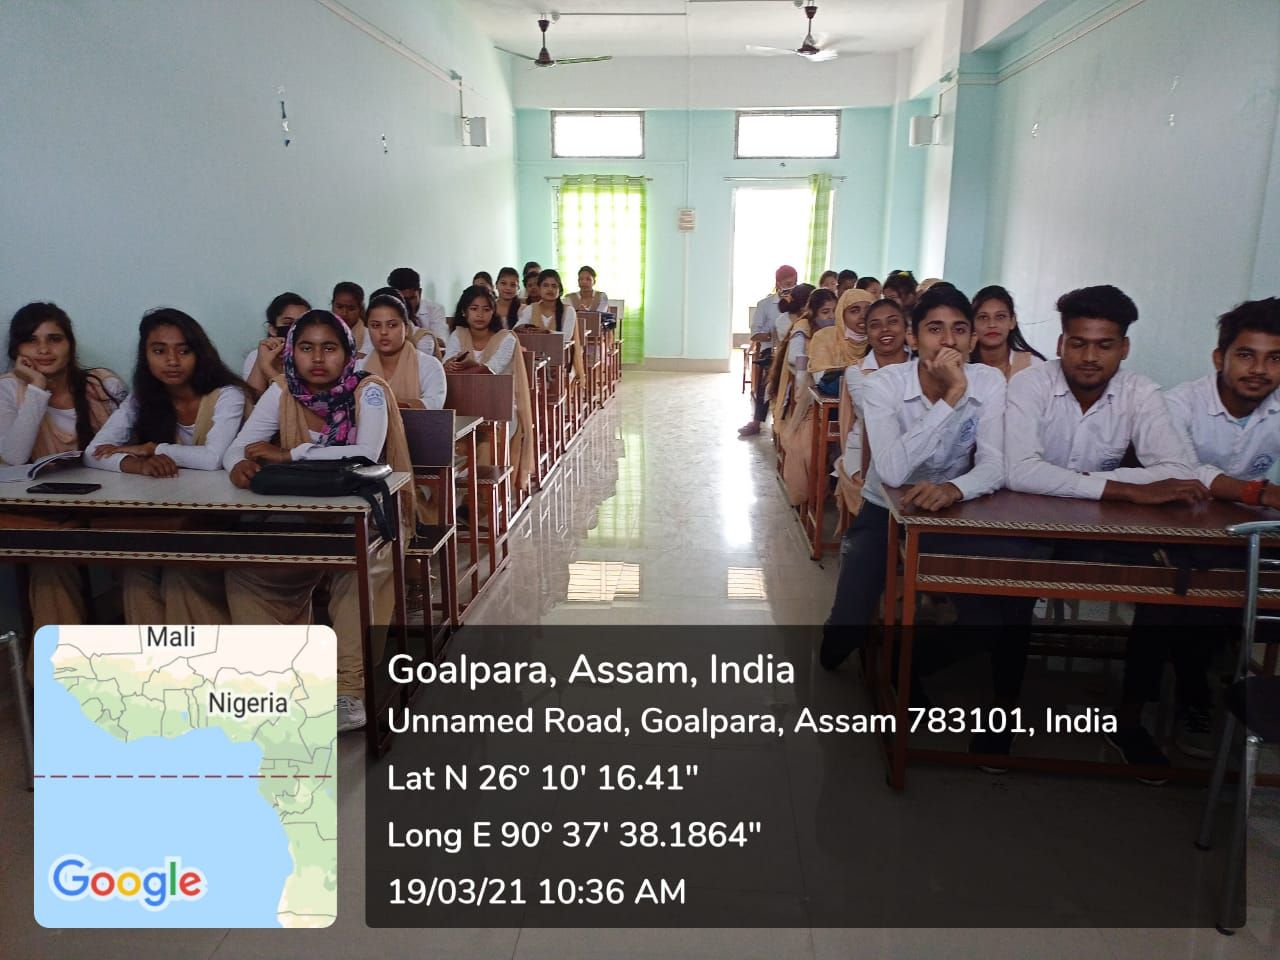 Mali
Nigeria
Google
Goalpara, Assam, India
Unnamed Road, Goalpara, Assam 783101, India
Lat N 26° 10' 16.41"
Long E 90° 37' 38.1864"
19/03/21 10:36 AM